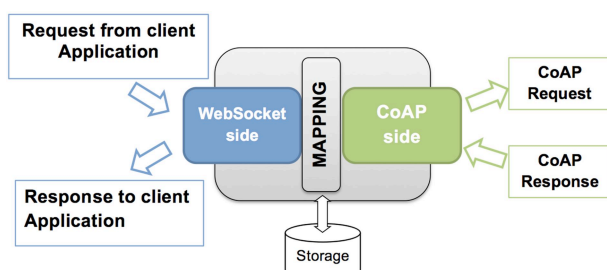 Request from client
Application
WebSocket
side
MAPPING
CoAP
side
CoAP
Request
Response to client
Application
CoAP
Response
Storage